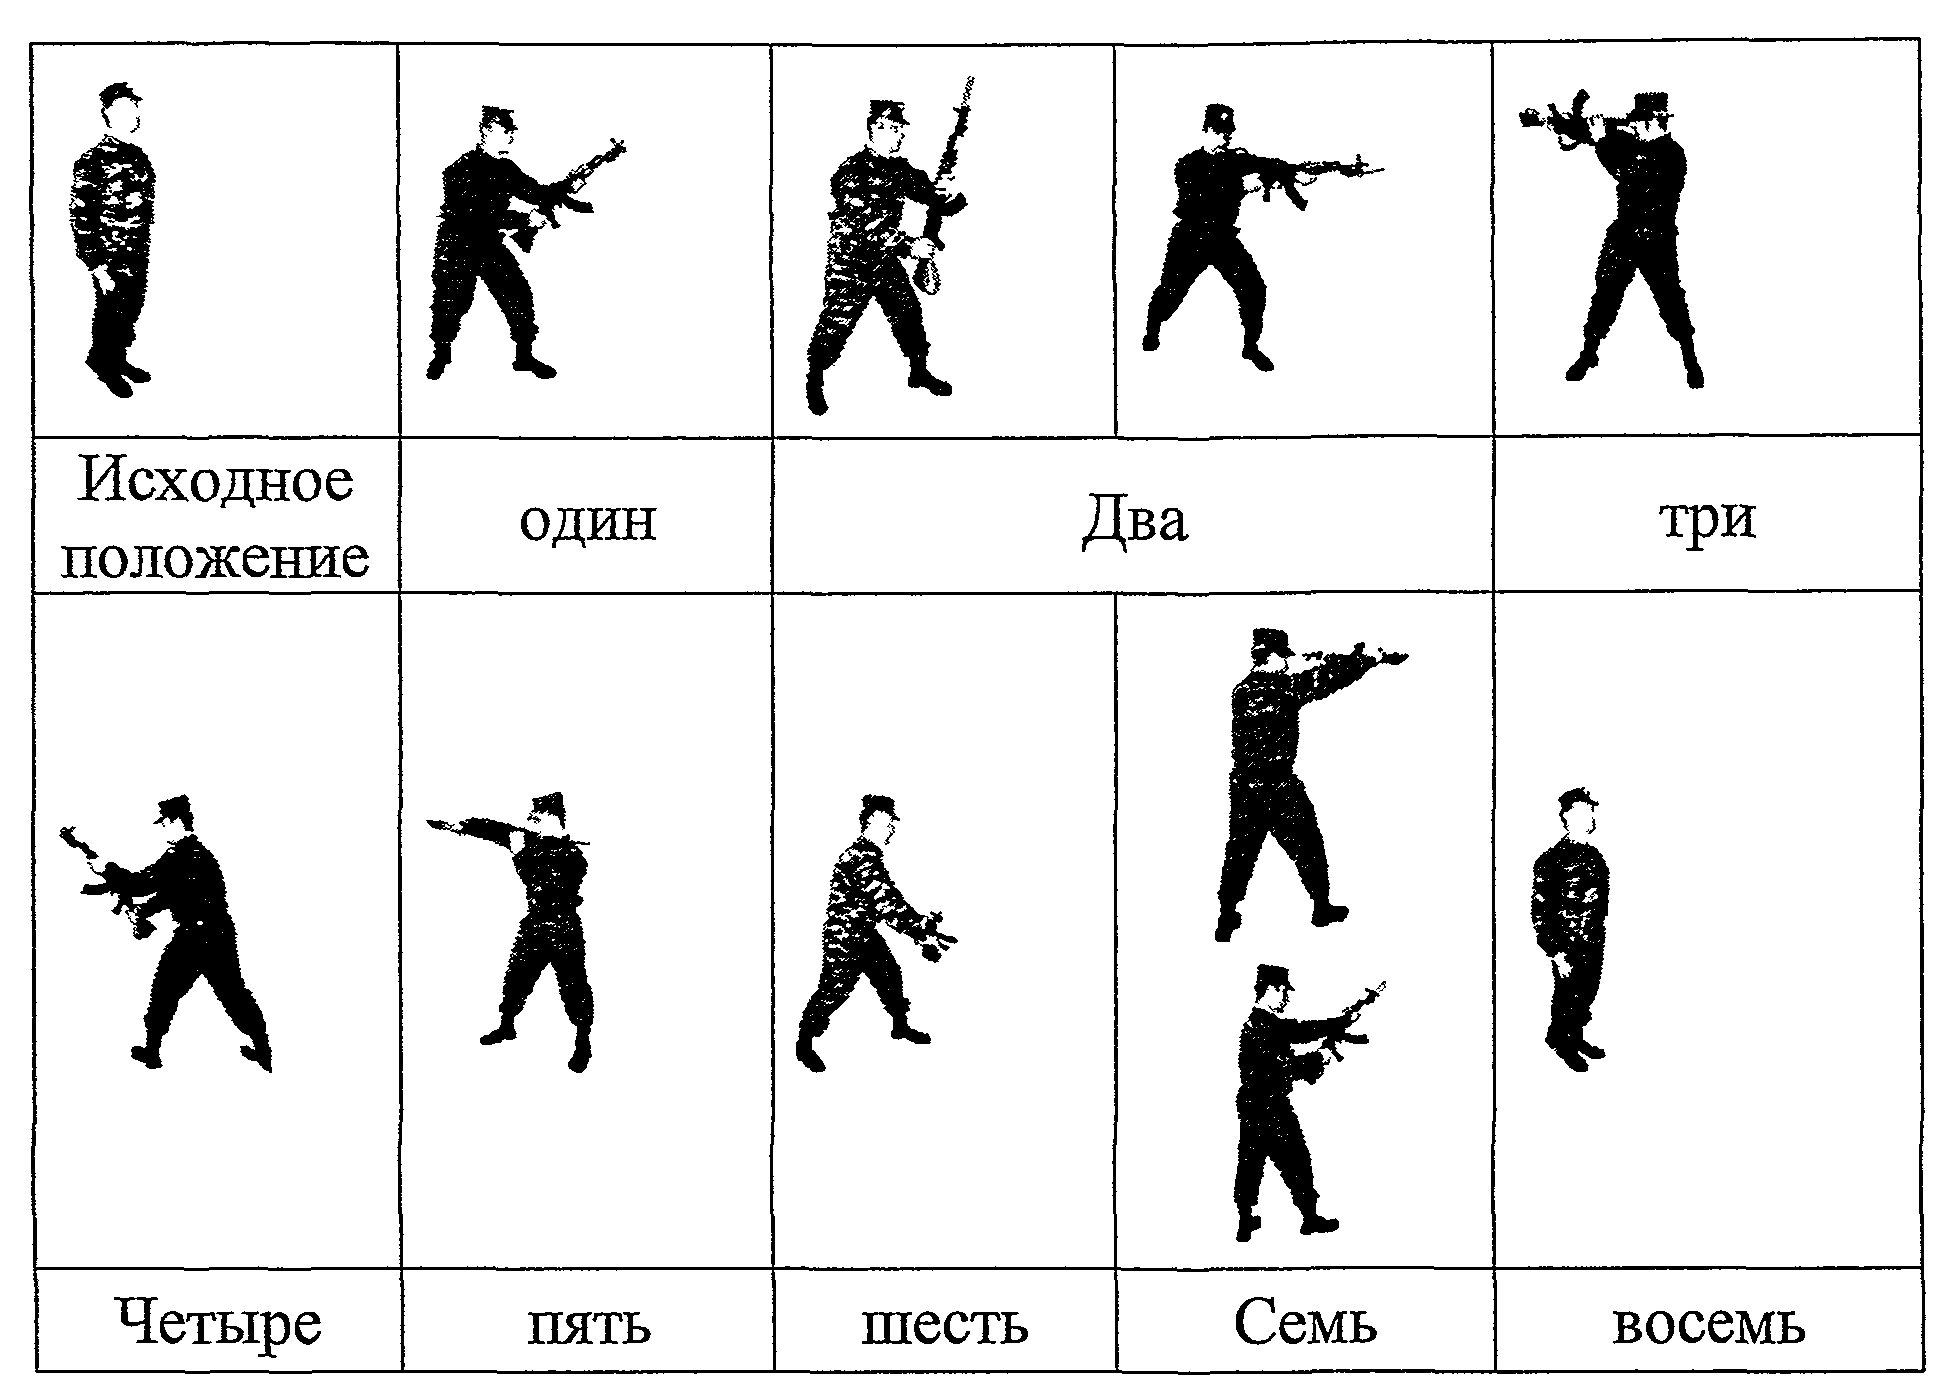 Исходное
положение
один
Два
три
Четыре
пять
шесть
Семь
восемь